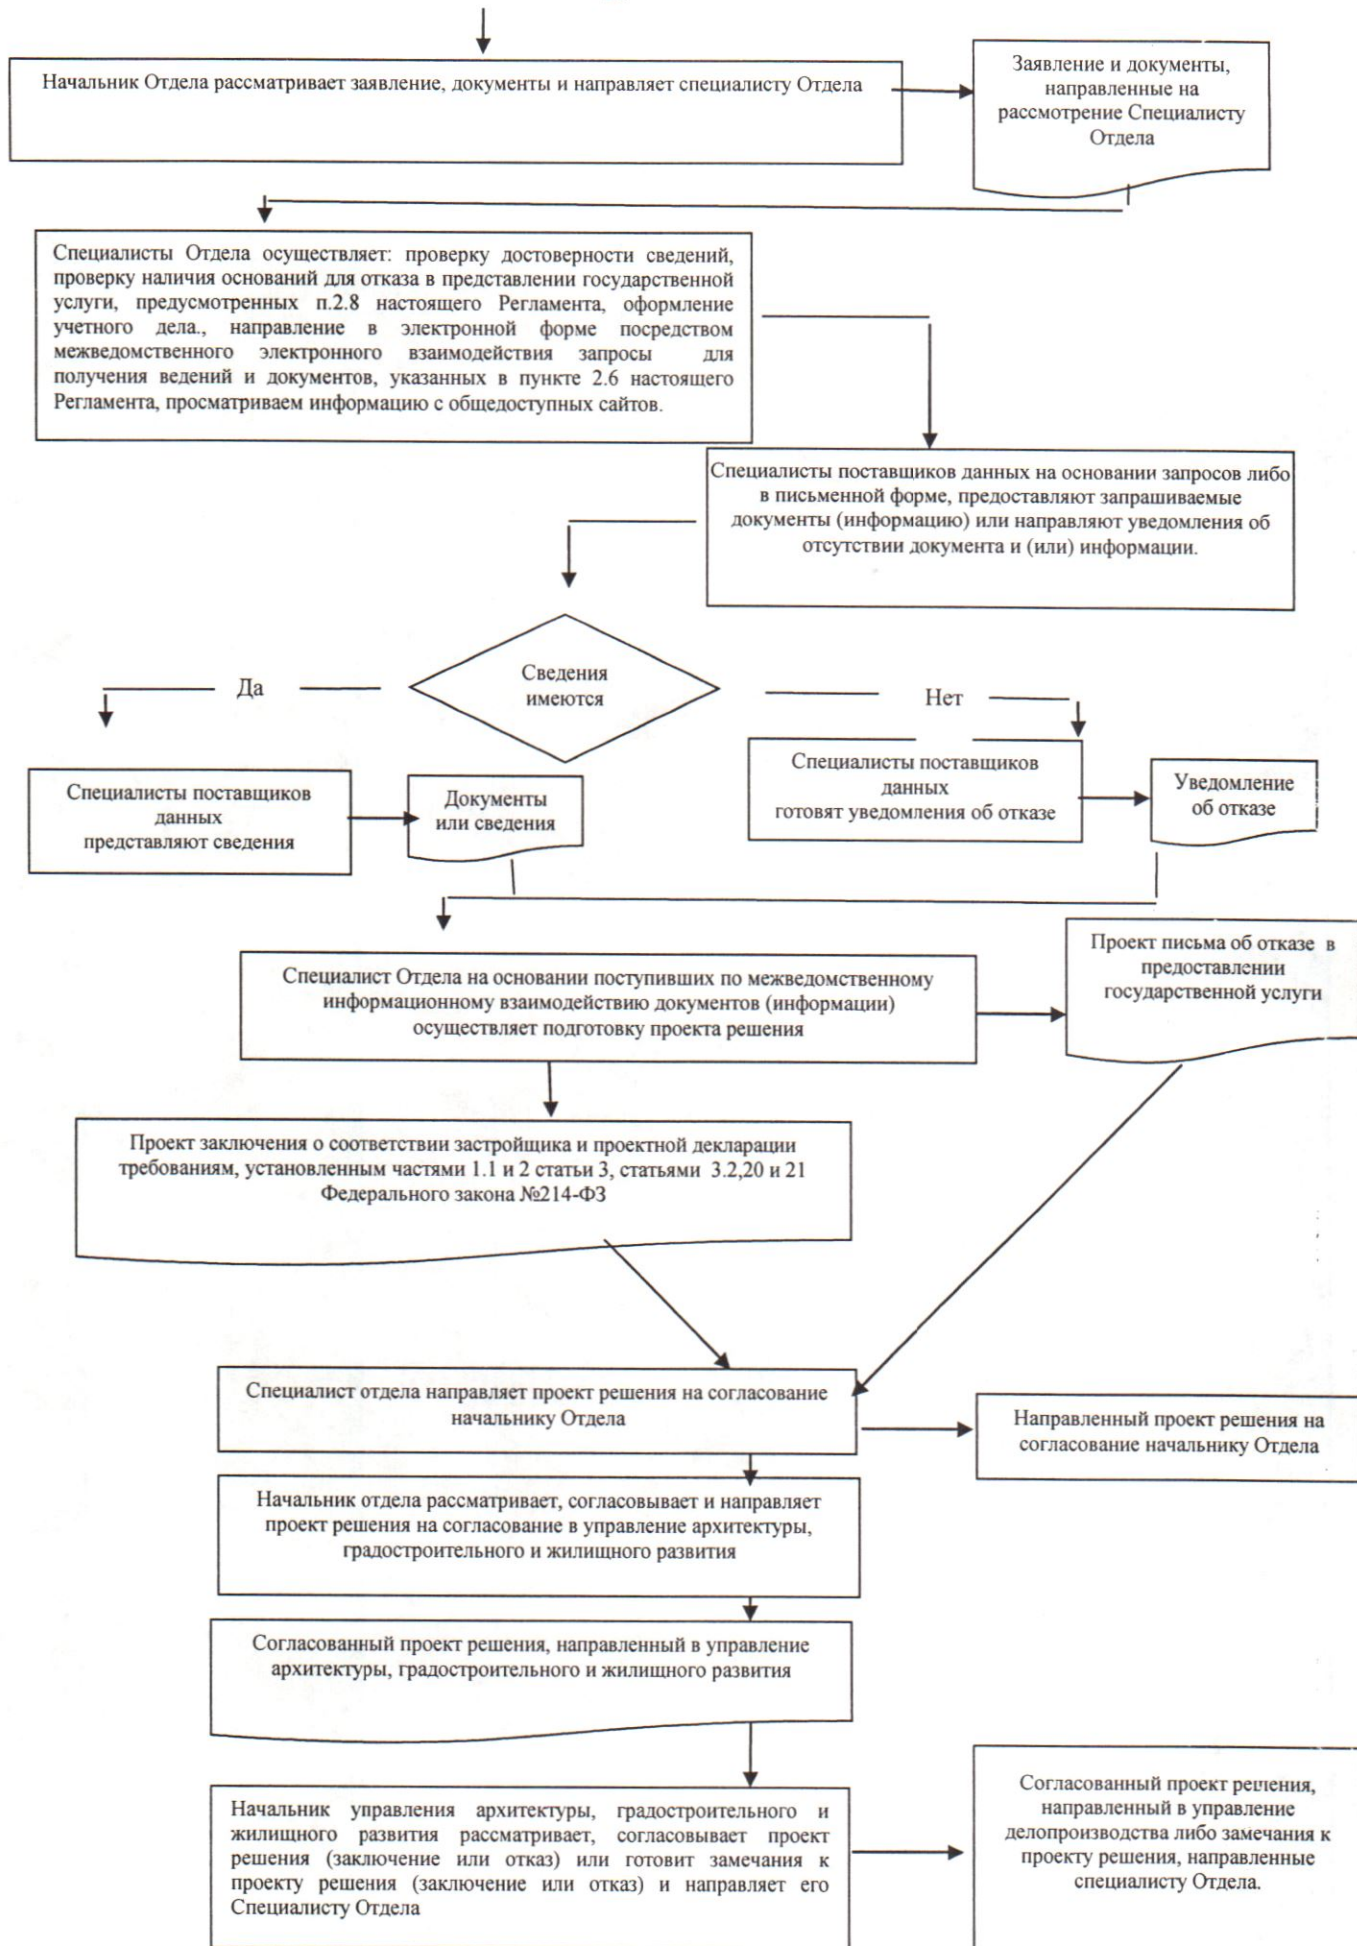 Начальник Отдела рассматривает заявление, документы и направляет специалисту Отдела
Заявление и документы,
направленные на
рассмотрение Специалисту
Отдела
Специалисты Отдела осуществляет: проверку достоверности сведений,
проверку наличия оснований для отказа в представлении государственной
услуги, предусмотренных п.2.8 настоящего Регламента, оформление
учетного дела., направление в электронной форме посредством
межведомственного электронного взаимодействия запросы для
получения ведений и документов, указанных в пункте 2.6 настоящего
Регламента, просматриваем информацию с общедоступных сайтов.
Специалисты поставщиков данных на основании запросов либо
в письменной форме, предоставляют запрашиваемые
документы (информацию) или направляют уведомления об
отсутствии документа и (или) информации.
Сведения
имеются
Да
Нет
Специалисты поставщиков
данных
представляют сведения
Документы
или сведения
Специалисты поставщиков
данных
готовят уведомления об отказе
Уведомление
об отказе
Специалист Отдела на основании поступивших по межведомственному
информационному взаимодействию документов (информации)
осуществляет подготовку проекта решения
Проект письма об отказе в
предоставлении
государственной услуги
Проект заключения о соответствии застройщика и проектной декларации
требованиям, установленным частями 1.1 и 2 статьи 3, статьями 3.2,20 и 21
Федерального закона №214-ФЗ
Специалист отдела направляет проект решения на согласование
начальнику Отдела
Направленный проект решения на
согласование начальнику Отдела
Начальник отдела рассматривает, согласовывает и направляет
проект решения на согласование в управление архитектуры,
градостроительного и жилищного развития
Согласованный проект решения, направленный в управление
архитектуры, градостроительного и жилищного развития
Начальник управления архитектуры, градостроительного и
жилищного развития рассматривает, согласовывает проект
решения (заключение или отказ) или готовит замечания к
проекту решения (заключение или отказ) и направляет его
Специалисту Отдела
Согласованный проект решения,
направленный в управление
делопроизводства либо замечания к
проекту решения, направленные
специалисту Отдела.